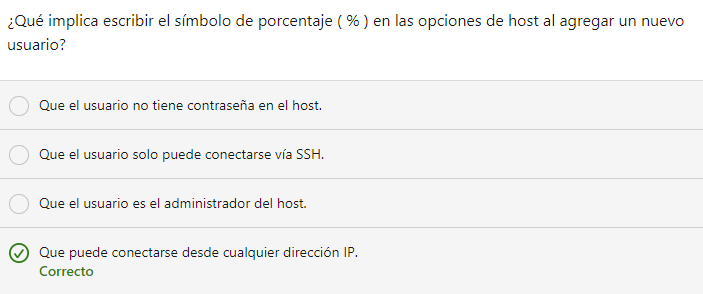 ¿Qué implica escribir el símbolo de porcentaje ( % ) en las opciones de host al agregar un nuevo
usuario?
Que el usuario no tiene contraseña en el host.
Que el usuario solo puede conectarse vía SSH.
Que el usuario es el administrador del host.
Que puede conectarse desde cualquier dirección IP.
Correcto